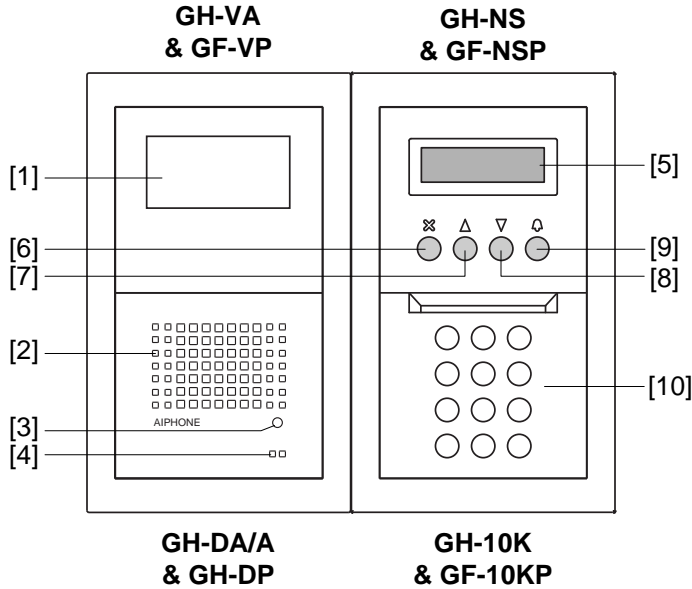 GH-VA
& GF-VP
GH-NS
& GF-NSP
[1]
[5]
[6]
[9]
[7]
[8]
[2]
[10]
[3]
AIPHONE
[4]
GH-DA/A
& GH-DP
GH-10K
& GF-10KP